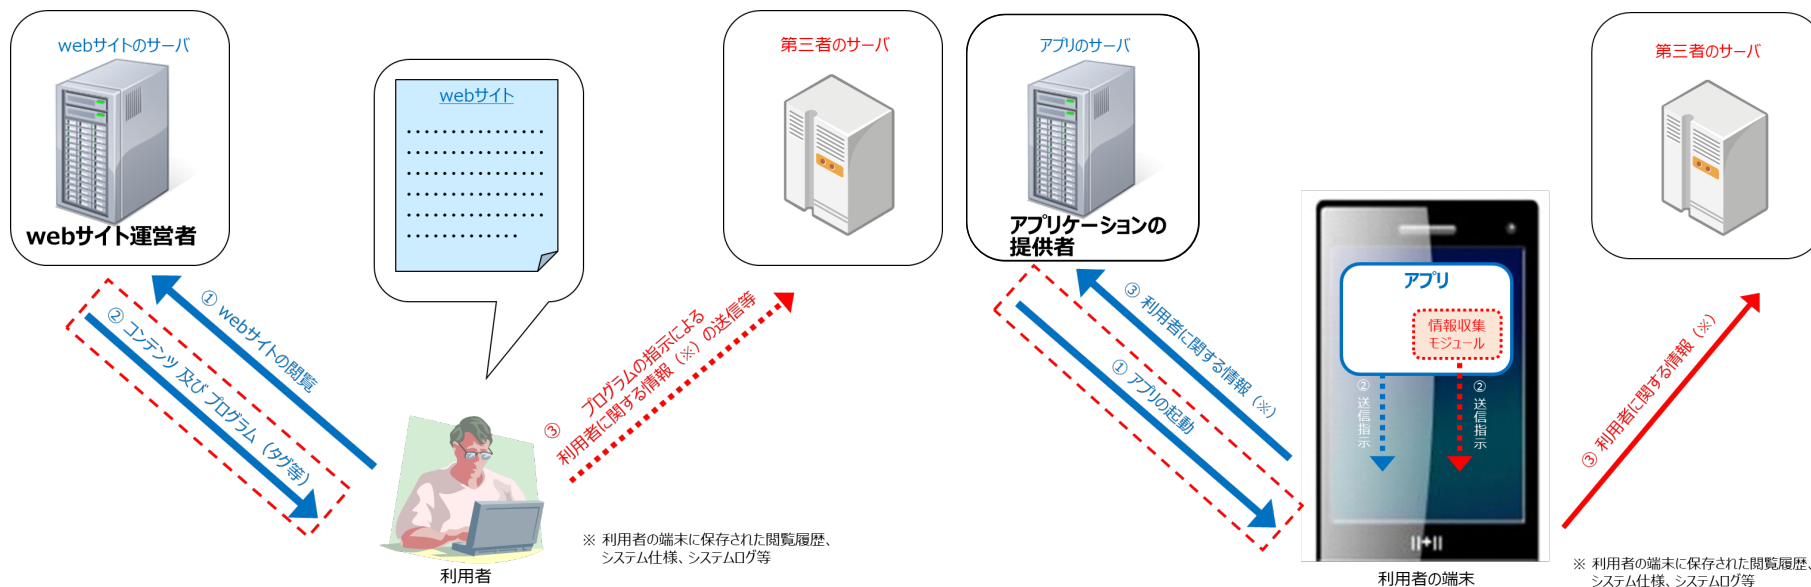 webサイトのサーバ
webサイト運営者
webサイト
第三者のサーバ
① webサイトの閲覧
② コンテンツ 及び プログラム（タグ等）
③ プログラムの指示による
利用者に関する情報（※）の送信等
利用者
※ 利用者の端末に保存された閲覧履歴、
システム仕様、システムログ等
アプリのサーバ
アプリケーションの
提供者
第三者のサーバ
③ 利用者に関する情報（※）
① アプリの起動
アプリ
情報収集
モジュール
② 送信指示
② 送信指示
③ 利用者に関する情報（※）
利用者の端末
※ 利用者の端末に保存された閲覧履歴、
システム仕様、システムログ等